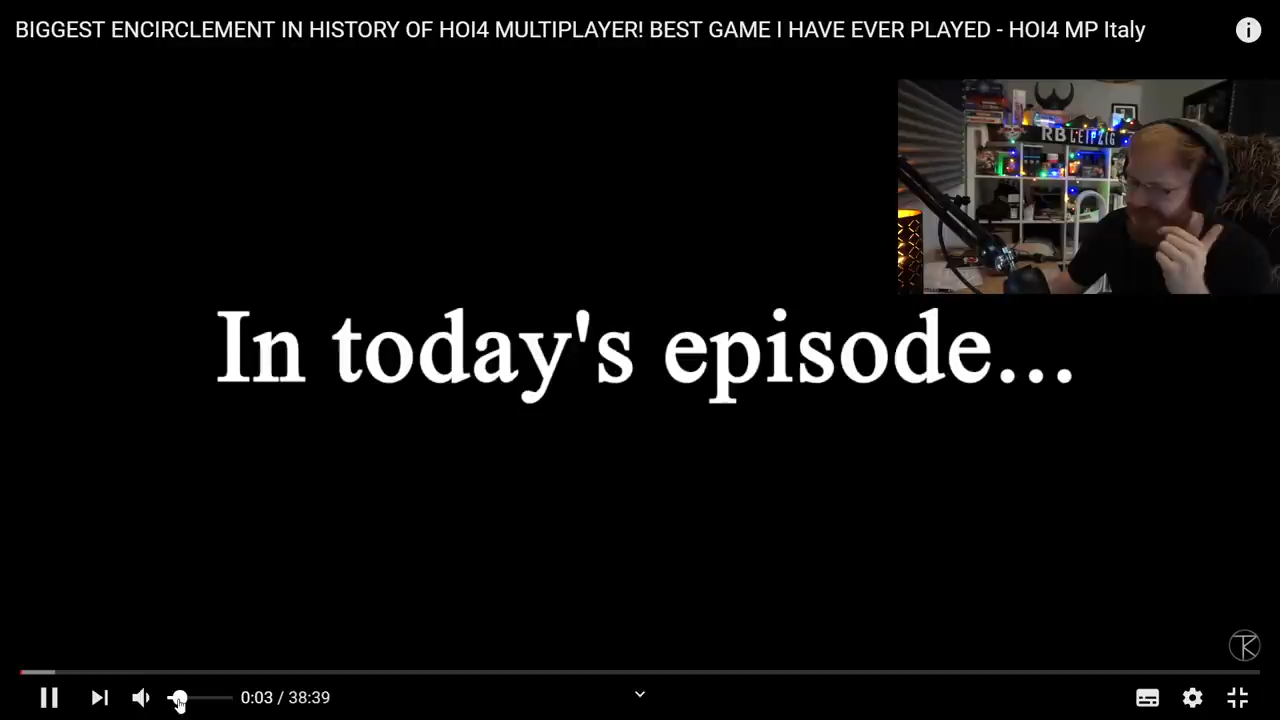 BIGGEST ENCIRCLEMENT IN HISTORY OF HOI4 MULTIPLAYER! BEST GAME I HAVE EVER PLAYED - HOI4 MP Italy
RB LEIPZIG
In today's episode...
TK
0:03 / 38:39